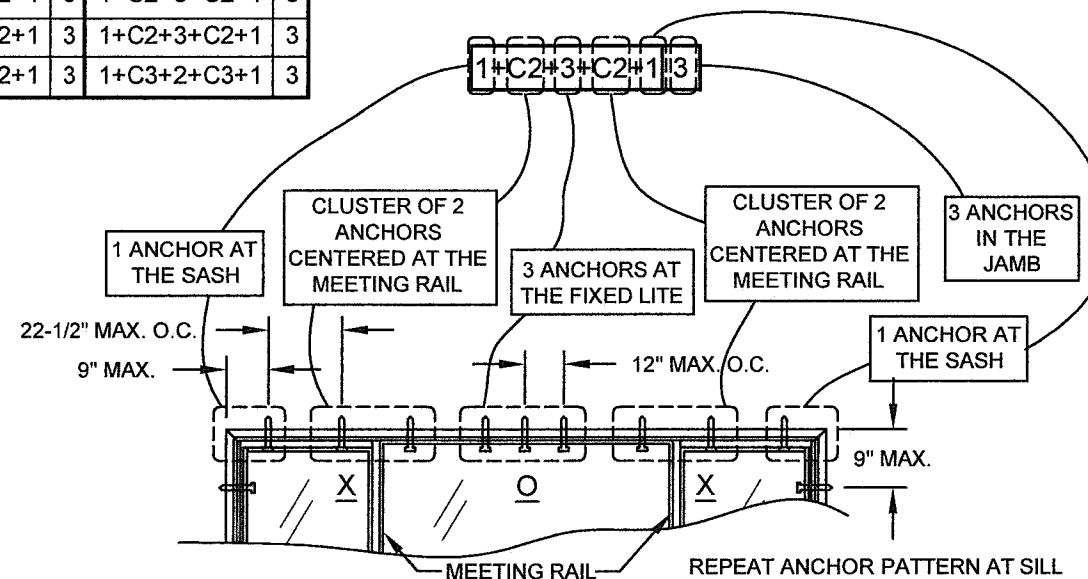 2+1 3 1+C2+3+C2+1 3
2+1 3 1+C3+2+C3+1 3
1+C2+3+C2+1 3
CLUSTER OF 2
ANCHORS
CENTERED AT THE
MEETING RAIL
CLUSTER OF 2
ANCHORS
CENTERED AT THE
MEETING RAIL
3 ANCHORS
IN THE
JAMB
1 ANCHOR AT
THE SASH
3 ANCHORS AT
THE FIXED LITE
22-1/2" MAX. O.C.
1 ANCHOR AT
THE SASH
9" MAX.
12" MAX. O.C.
9" MAX.
X
O
X
MEETING RAIL
REPEAT ANCHOR PATTERN AT SILL